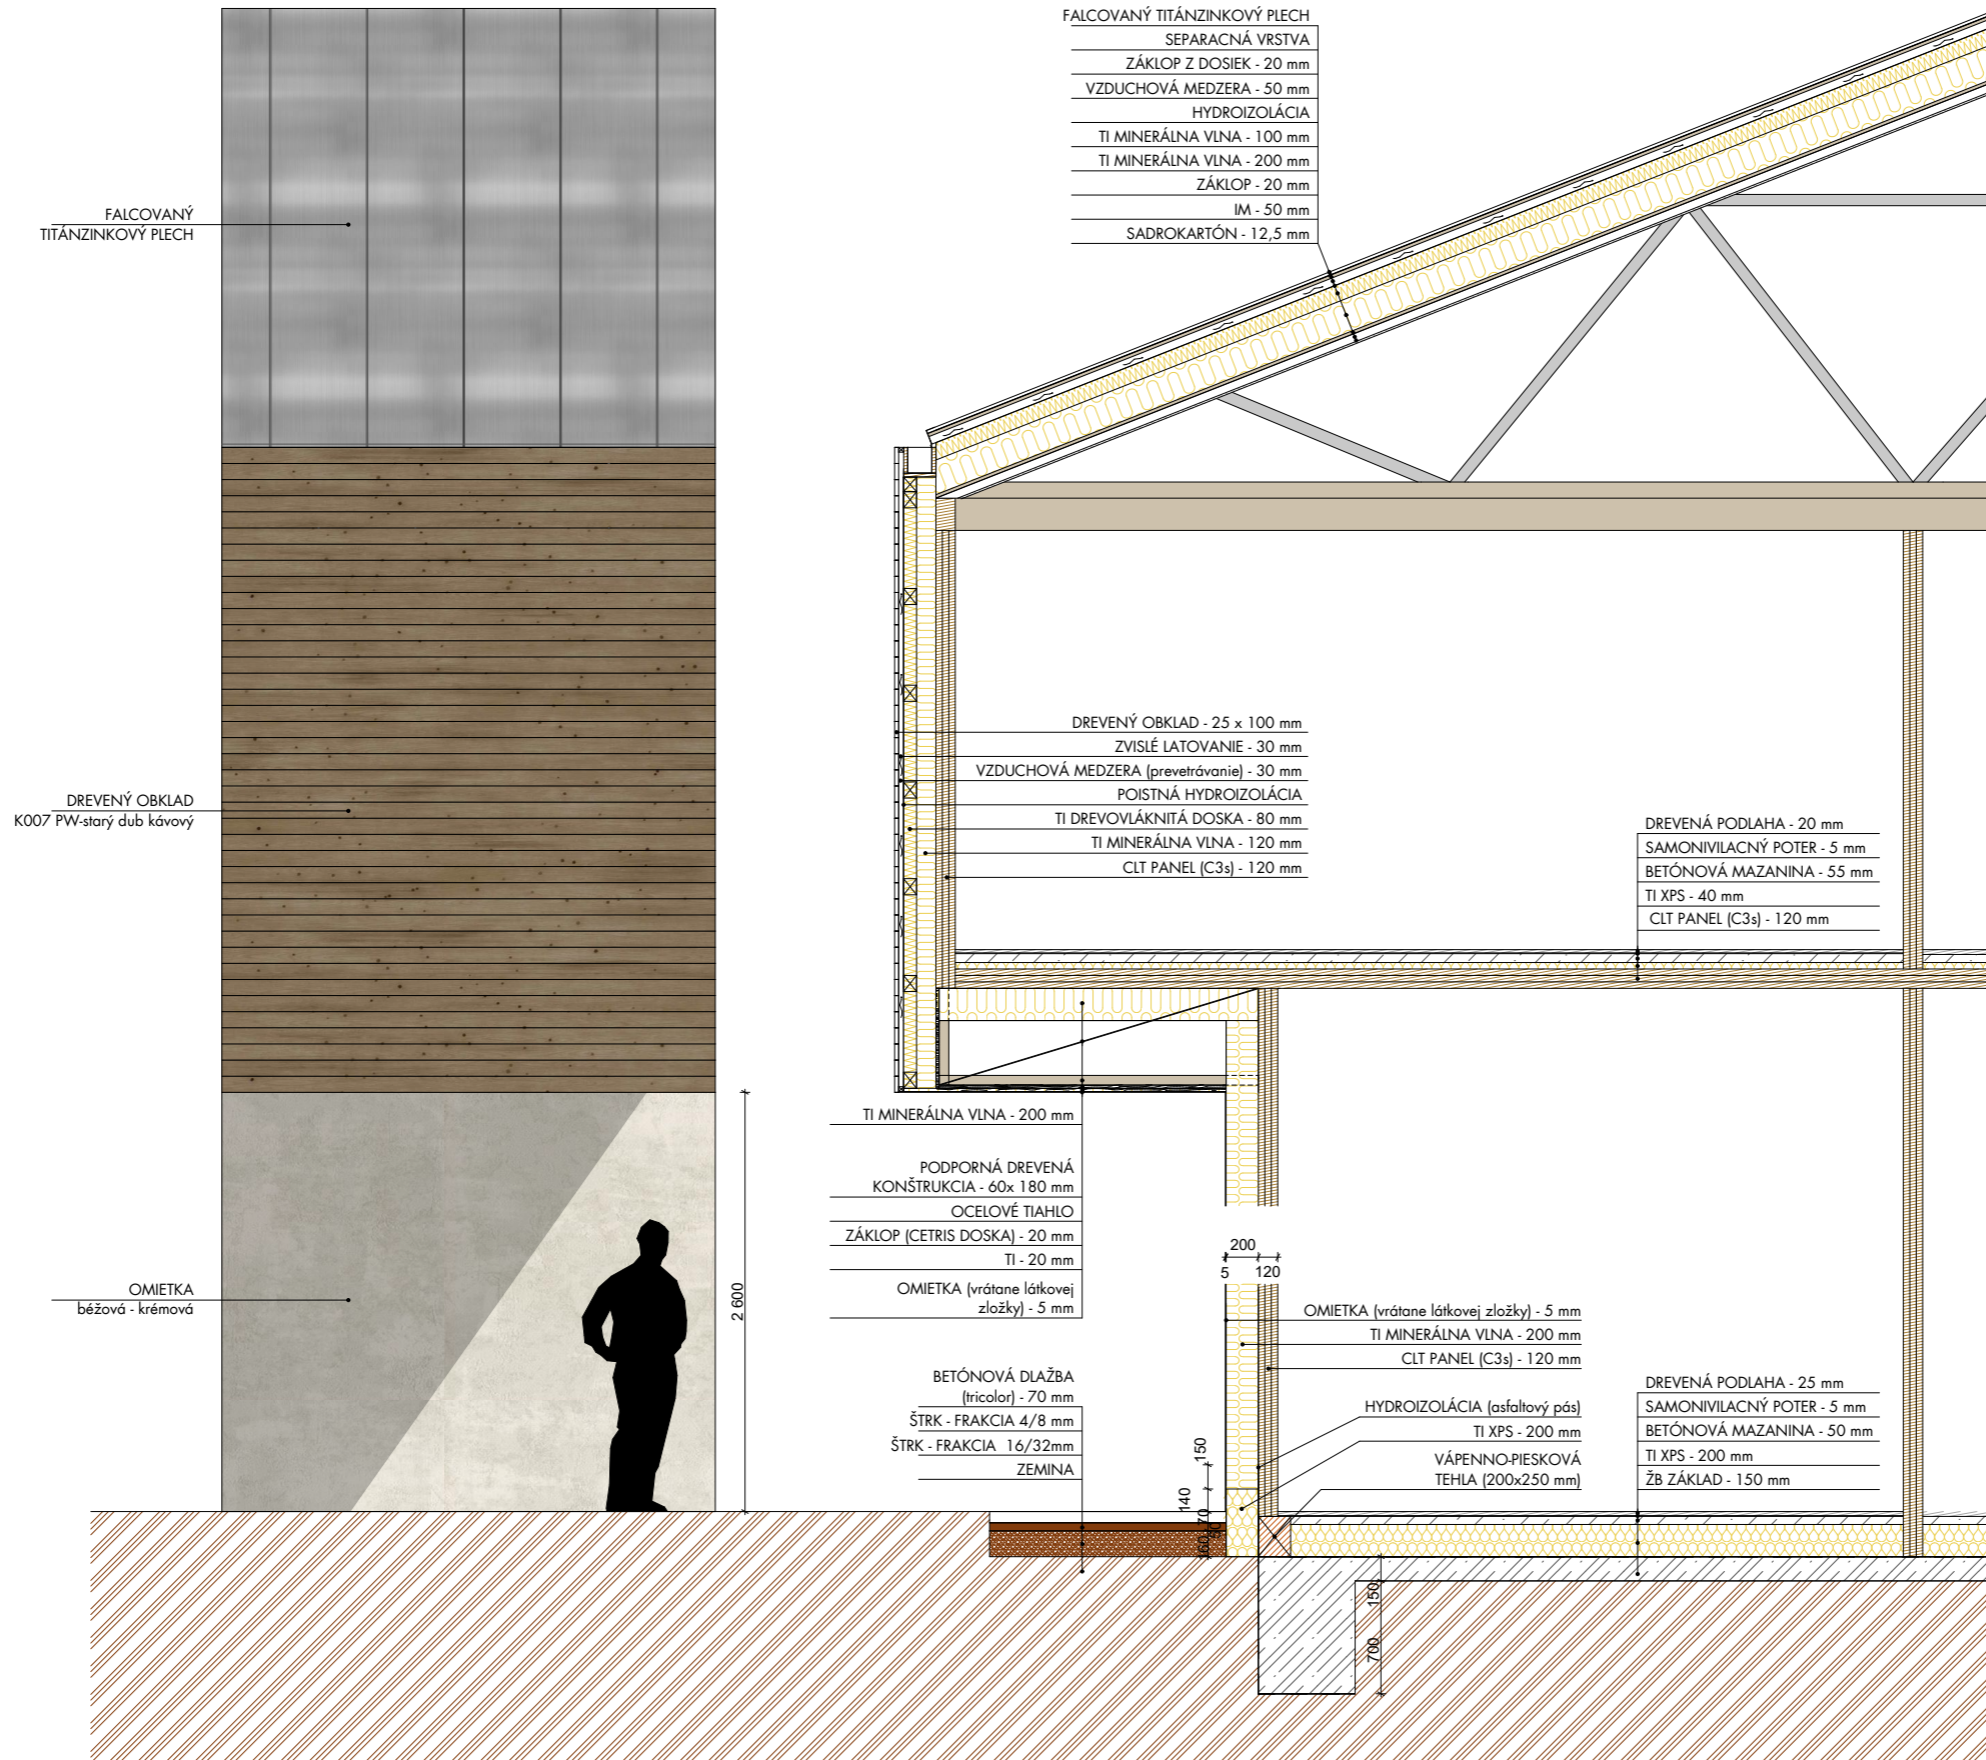 FALCOVANÝ
TITÁNZINKOVÝ PLECH
DREVENÝ OBKLAD
K007 PW-starý dub kávový
OMIETKA
béžová - krémová
2 600
FALCOVANÝ TITÁNZINKOVÝ PLECH
SEPARACNÁ VRSTVA
ZÁKLOP Z DOSIEK - 20 mm
VZDUCHOVÁ MEDZERA - 50 mm
HYDROIZOLÁCIA
TI MINERÁLNA VLNA - 100 mm
TI MINERÁLNA VLNA - 200 mm
ZÁKLOP - 20 mm
IM - 50 mm
SADROKARTÓN - 12,5 mm
DREVENÝ OBKLAD - 25 x 100 mm
ZVISLÉ LATOVANIE - 30 mm
VZDUCHOVÁ MEDZERA (prevetrávanie) - 30 mm
POISTNÁ HYDROIZOLÁCIA
TI DREVOVLÁKNITÁ DOSKA - 80 mm
TI MINERÁLNA VLNA - 120 mm
CLT PANEL (C3s) - 120 mm
DREVENÁ PODLAHA - 20 mm
SAMONIVILACNÝ POTER - 5 mm
BETÓNOVÁ MAZANINA - 55 mm
TI XPS - 40 mm
CLT PANEL (C3s) - 120 mm
TI MINERÁLNA VLNA - 200 mm
PODPORNÁ DREVENÁ
KONŠTRUKCIA - 60x 180 mm
OCELOVÉ TIAHLO
ZÁKLOP (CETRIS DOSKA) - 20 mm
TI - 20 mm
OMIETKA (vrátane látkovej
zložky) - 5 mm
200
5 120
OMIETKA (vrátane látkovej zložky) - 5 mm
TI MINERÁLNA VLNA - 200 mm
CLT PANEL (C3s) - 120 mm
HYDROIZOLÁCIA (asfaltový pás)
TI XPS - 200 mm
VÁPENNO-PIESKOVÁ
TEHLA (200x250 mm)
BETÓNOVÁ DLAŽBA
(tricolor) - 70 mm
ŠTRK - FRAKCIA 4/8 mm
ŠTRK - FRAKCIA 16/32mm
ZEMINA
DREVENÁ PODLAHA - 25 mm
SAMONIVILACNÝ POTER - 5 mm
BETÓNOVÁ MAZANINA - 50 mm
TI XPS - 200 mm
ŽB ZÁKLAD - 150 mm
150
140
70
50
160
150
700